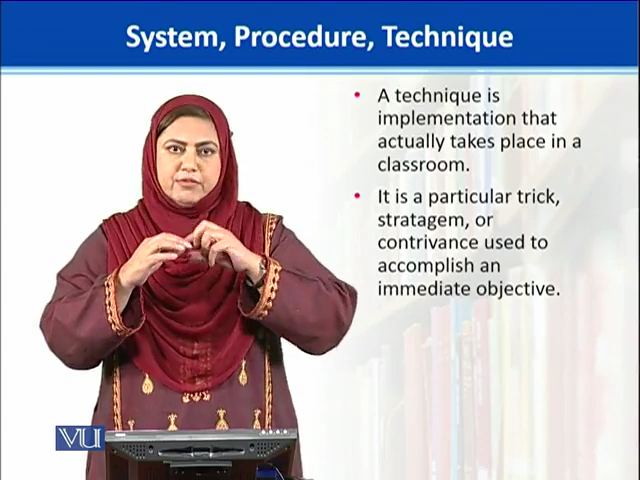 System, Procedure, Technique
• A technique is
implementation that
actually takes place in a
classroom.
• It is a particular trick,
stratagem, or
contrivance used to
accomplish an
immediate objective.
VU